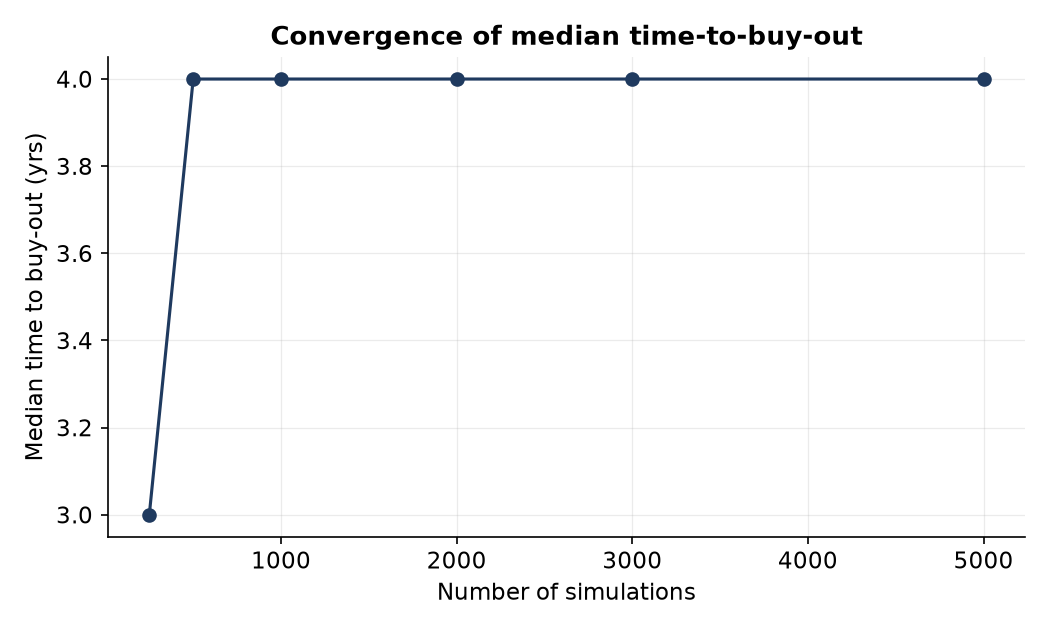 Convergence of median time-to-buy-out
Median time to buy-out (yrs)
4.0
3.8
3.6
3.4
3.2
3.0
1000 2000 3000 4000 5000
Number of simulations